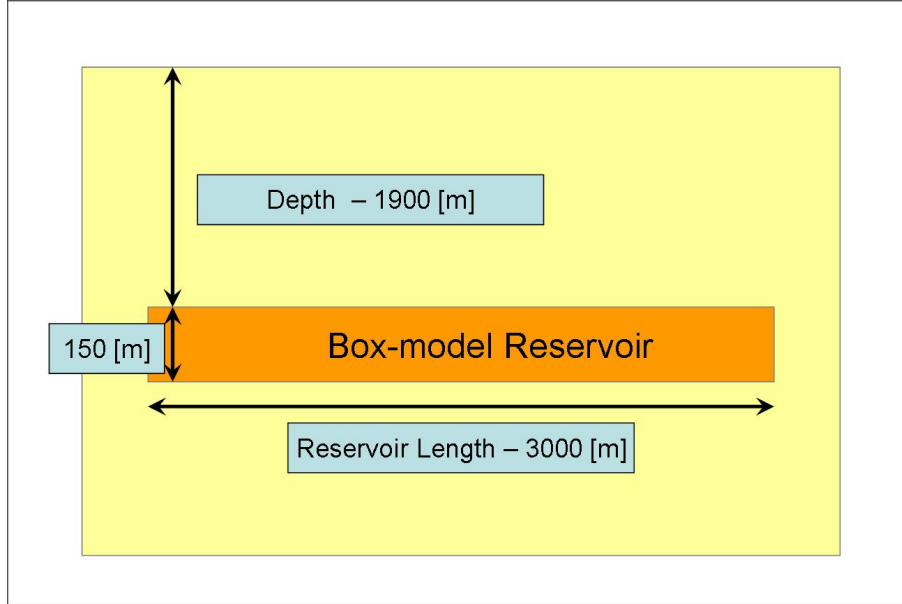 Depth – 1900 [m]
150 [m]
Box-model Reservoir
Reservoir Length – 3000 [m]